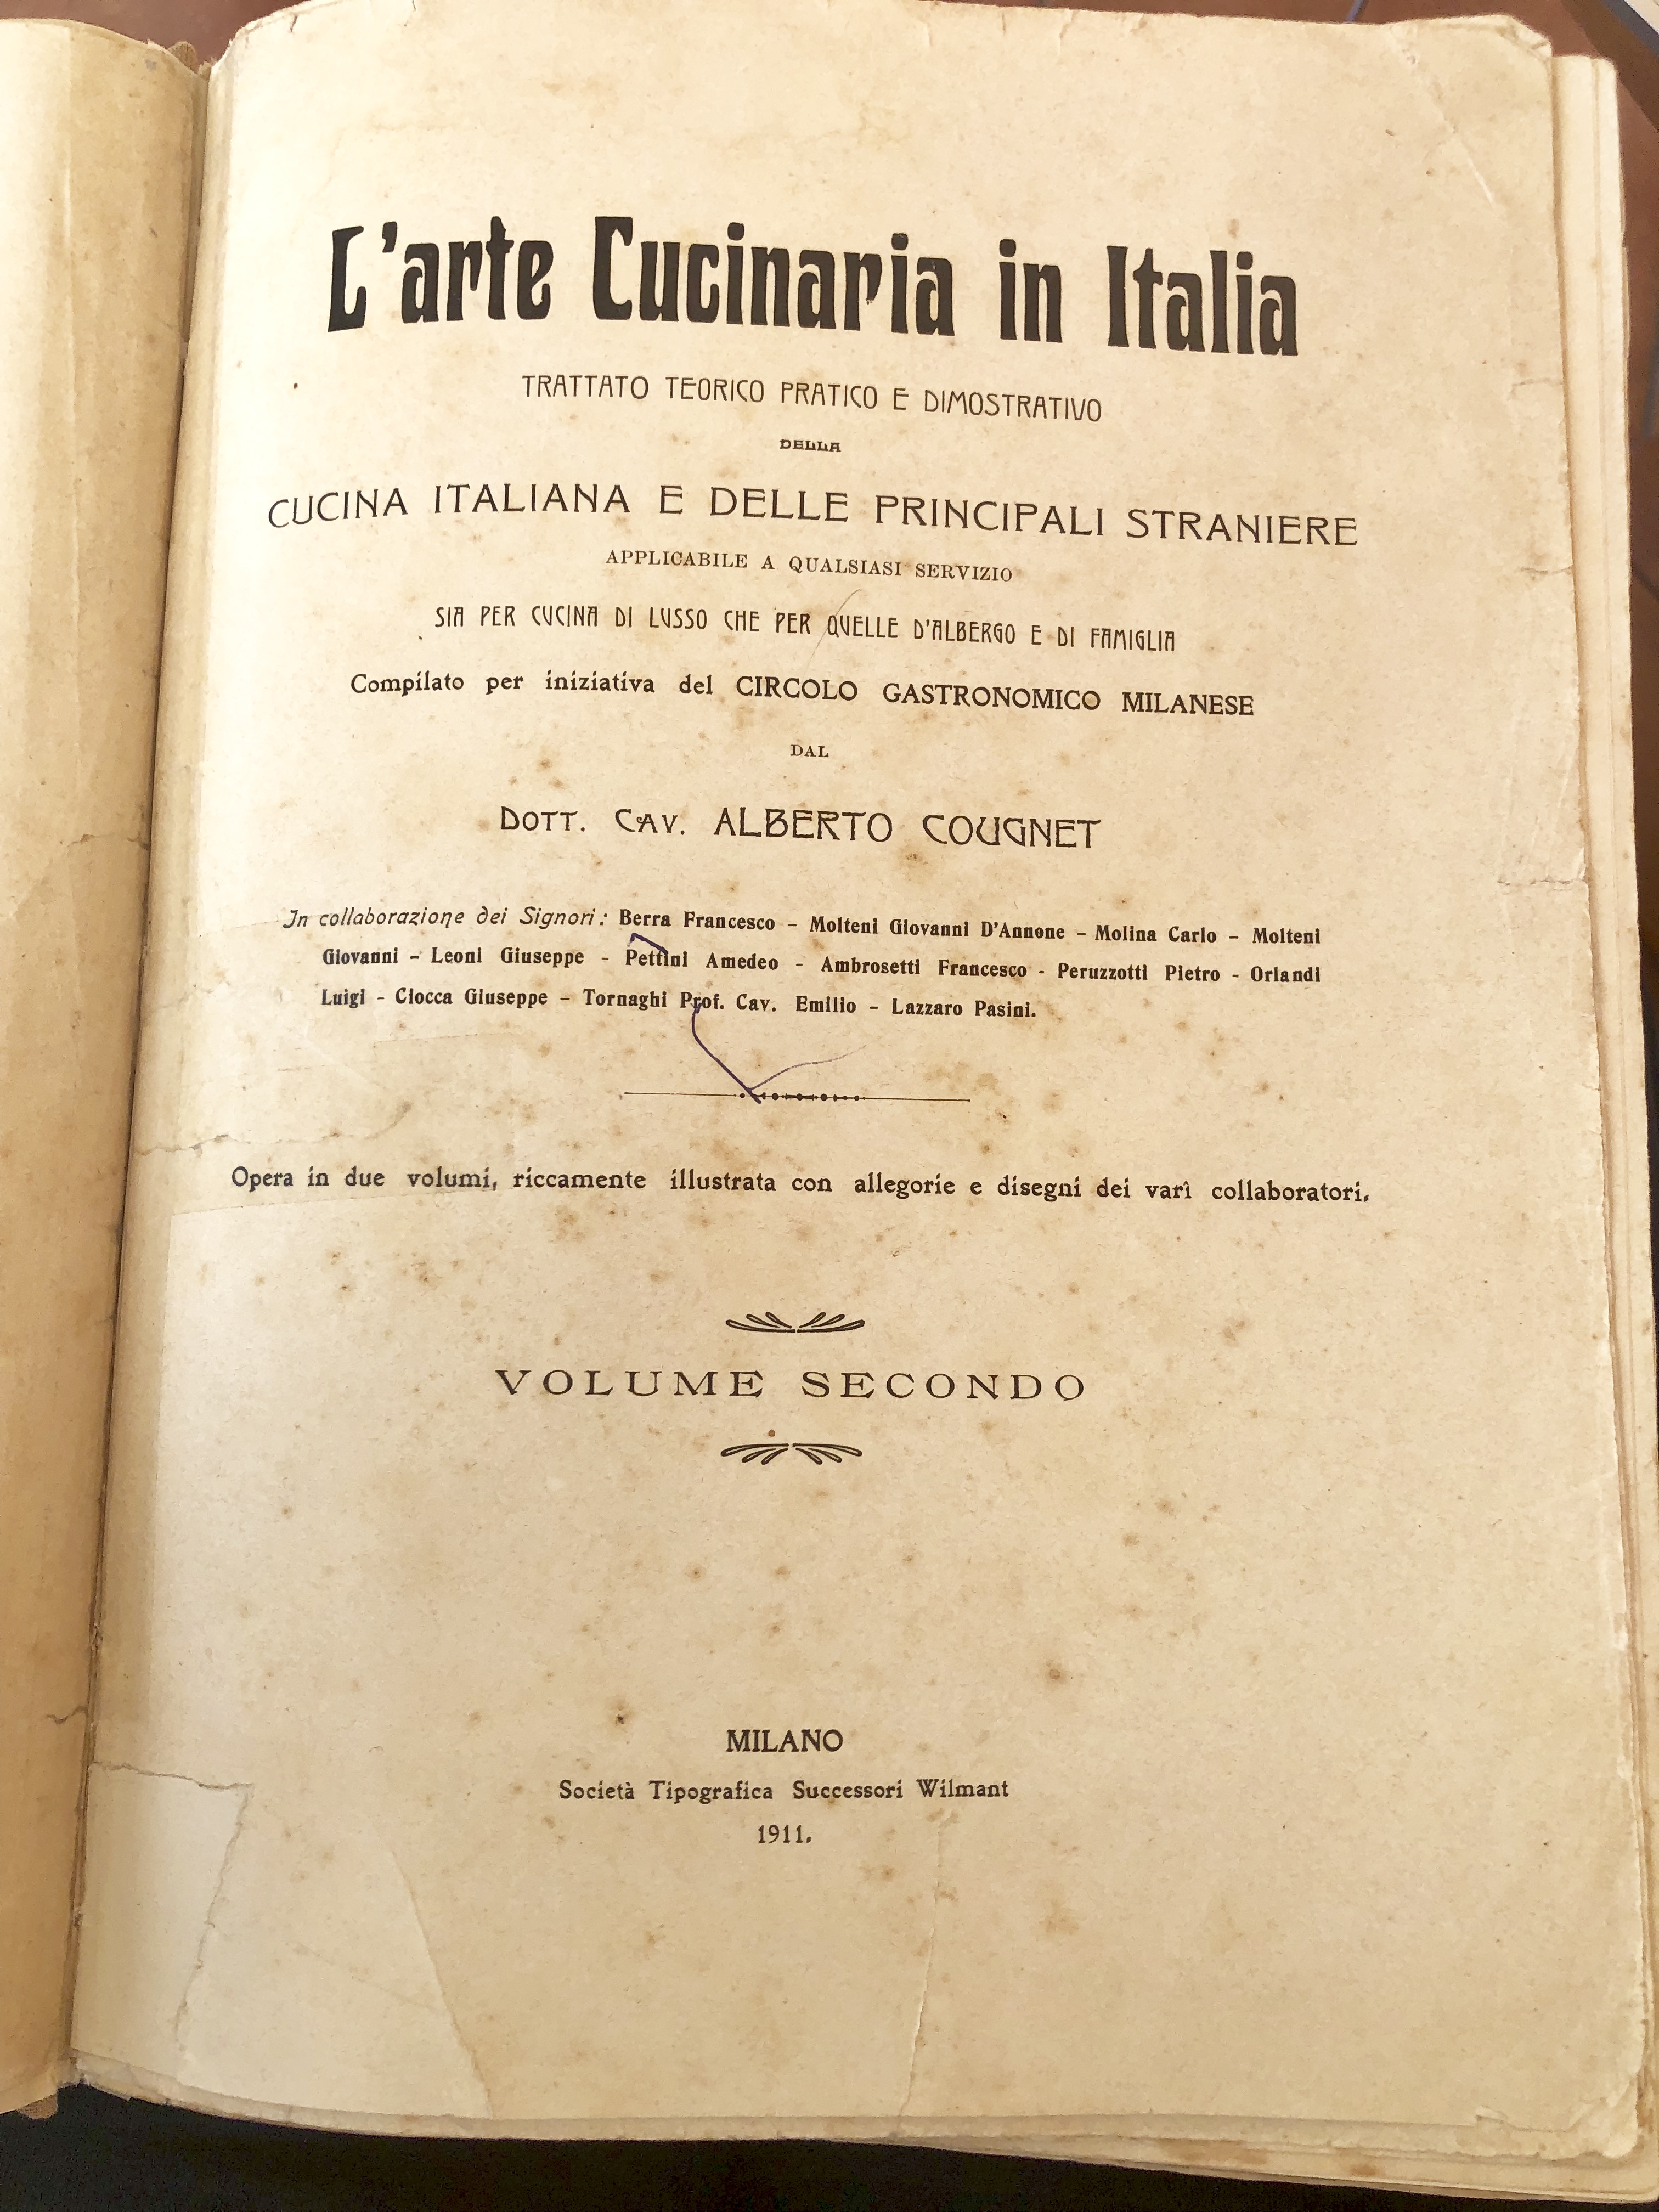 L'arte Cucinaria in Italia
TRATTATO TEORICO PRATICO E DIMOSTRATIVO
DELLA
CUCINA ITALIANA E DELLE PRINCIPALI STRANIERE
APPLICABILE A QUALSIASI SERVIZIO
SIA PER CUCINA DI LUSSO CHE PER QUELLE D'ALBERGO E DI FAMIGLIA
Compilato per iniziativa del CIRCOLO GASTRONOMICO MILANESE
DAL
DOTT. CAV. ALBERTO COUGNET
In collaborazione dei Signori: Berra Francesco - Molteni Giovanni D'Annone - Molina Carlo - Molteni
Giovanni - Leoni Giuseppe - Pettini Amedeo - Ambrosetti Francesco - Peruzzotti Pietro - Orlandi
Luigi - Ciocca Giuseppe - Tornaghi Prof. Cav. Emilio - Lazzaro Pasini.
Opera in due volumi, riccamente illustrata con allegorie e disegni dei varî collaboratori.
VOLUME SECONDO
MILANO
Società Tipografica Successori Wilmant
1911.